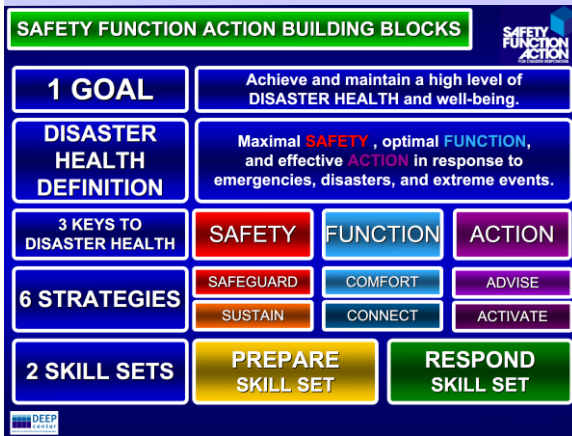 SAFETY FUNCTION ACTION BUILDING BLOCKS
SAFETY
FUNCTION
ACTION
FOR DISASTER RESPONDERS
1 GOAL
Achieve and maintain a high level of
DISASTER HEALTH and well-being.
DISASTER
HEALTH
DEFINITION
Maximal SAFETY , optimal FUNCTION,
and effective ACTION in response to
emergencies, disasters, and extreme events.
3 KEYS TO
DISASTER HEALTH
SAFETY
FUNCTION
ACTION
6 STRATEGIES
SAFEGUARD
COMFORT
ADVISE
SUSTAIN
CONNECT
ACTIVATE
2 SKILL SETS
PREPARE
SKILL SET
RESPOND
SKILL SET
DEEP
center